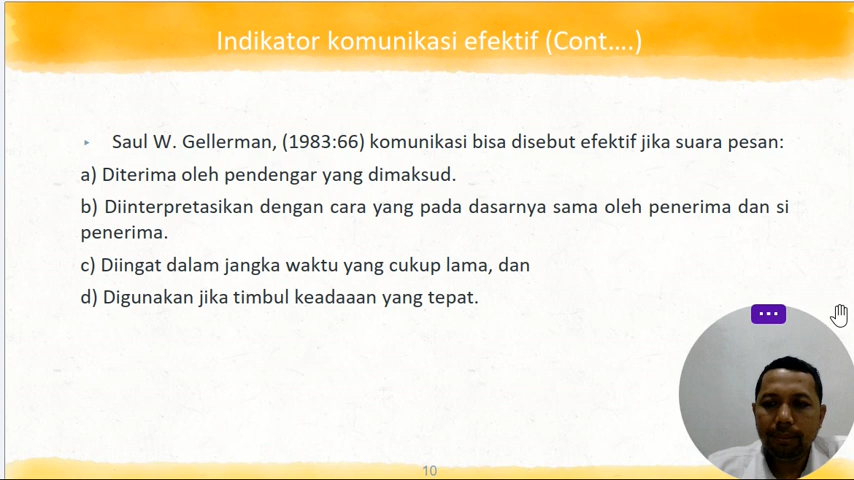 Indikator komunikasi efektif (Cont….)
Saul W. Gellerman, (1983:66) komunikasi bisa disebut efektif jika suara pesan:
a) Diterima oleh pendengar yang dimaksud.
b) Diinterpretasikan dengan cara yang pada dasarnya sama oleh penerima dan si
penerima.
c) Diingat dalam jangka waktu yang cukup lama, dan
d) Digunakan jika timbul keadaaan yang tepat.
10